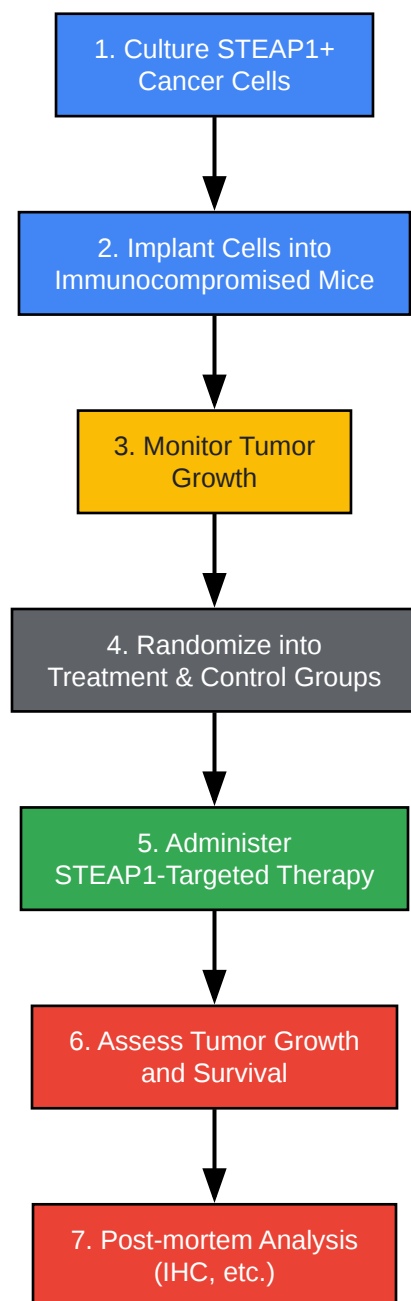 1. Culture STEAP1+
Cancer Cells
2. Implant Cells into
Immunocompromised Mice
3. Monitor Tumor
Growth
4. Randomize into
Treatment & Control Groups
5. Administer
STEAP1-Targeted Therapy
6. Assess Tumor Growth
and Survival
7. Post-mortem Analysis
(IHC, etc.)